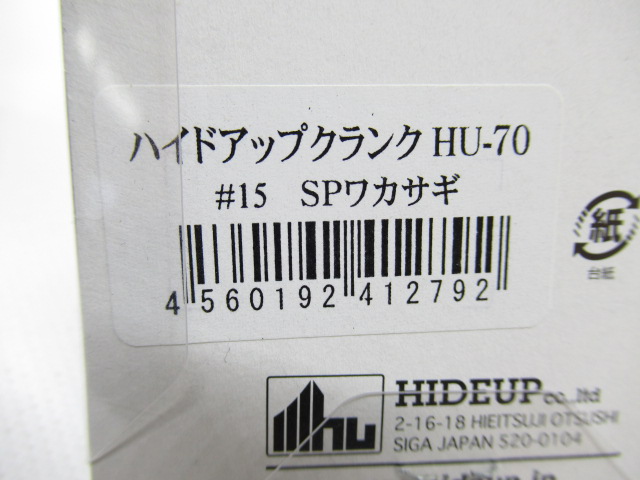 ハイドアップクランク HU-70
#15　SPワカサギ
4 560192 412792
紙
台紙
HIDEUP co.,ltd
2-16-18 HIEITSUJI OTSUSHI
SIGA JAPAN 520-0104